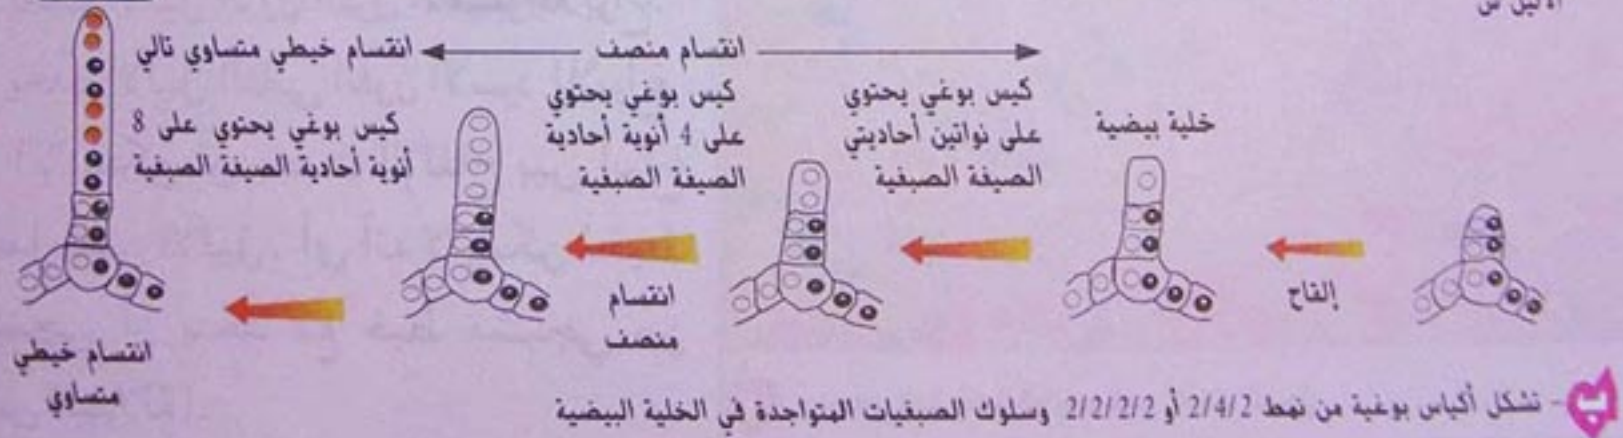 انقسام منصف
انقسام خيطي متساوي تالي
خلية بيضية
كيس بوغي يحتوي
على نواتين أحاديتي
الصيغة الصبغية
كيس بوغي يحتوي
على 4 أنوية أحادية
الصيغة الصبغية
كيس بوغي يحتوي على 8
أنوية أحادية الصيغة الصبغية
إلقاح
انقسام
منصف
انقسام خيطي
متساوي
- تشكل أكياس بوغية من نمط 2/4/2 أو 2/2/2/2 وسلوك الصبغيات المتواجدة في الخلية البيضية